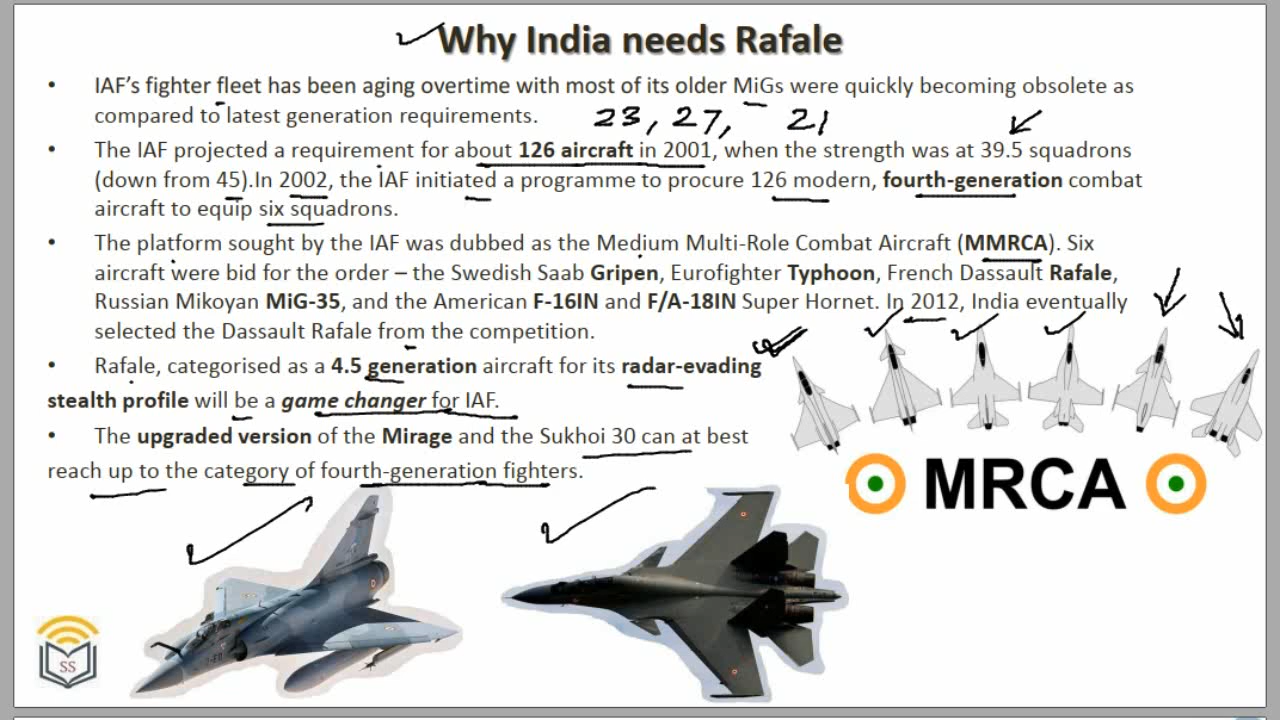 Why India needs Rafale
• IAF's fighter fleet has been aging overtime with most of its older MiGs were quickly becoming obsolete as
compared to latest generation requirements.
23, 27, 21
• The IAF projected a requirement for about 126 aircraft in 2001, when the strength was at 39.5 squadrons
(down from 45).In 2002, the IAF initiated a programme to procure 126 modern, fourth-generation combat
aircraft to equip six squadrons.
• The platform sought by the IAF was dubbed as the Medium Multi-Role Combat Aircraft (MMRCA). Six
aircraft were bid for the order – the Swedish Saab Gripen, Eurofighter Typhoon, French Dassault Rafale,
Russian Mikoyan MiG-35, and the American F-16IN and F/A-18IN Super Hornet. In 2012, India eventually
selected the Dassault Rafale from the competition.
• Rafale, categorised as a 4.5 generation aircraft for its radar-evading
stealth profile will be a game changer for IAF.
• The upgraded version of the Mirage and the Sukhoi 30 can at best
reach up to the category of fourth-generation fighters.
MRCA
SS